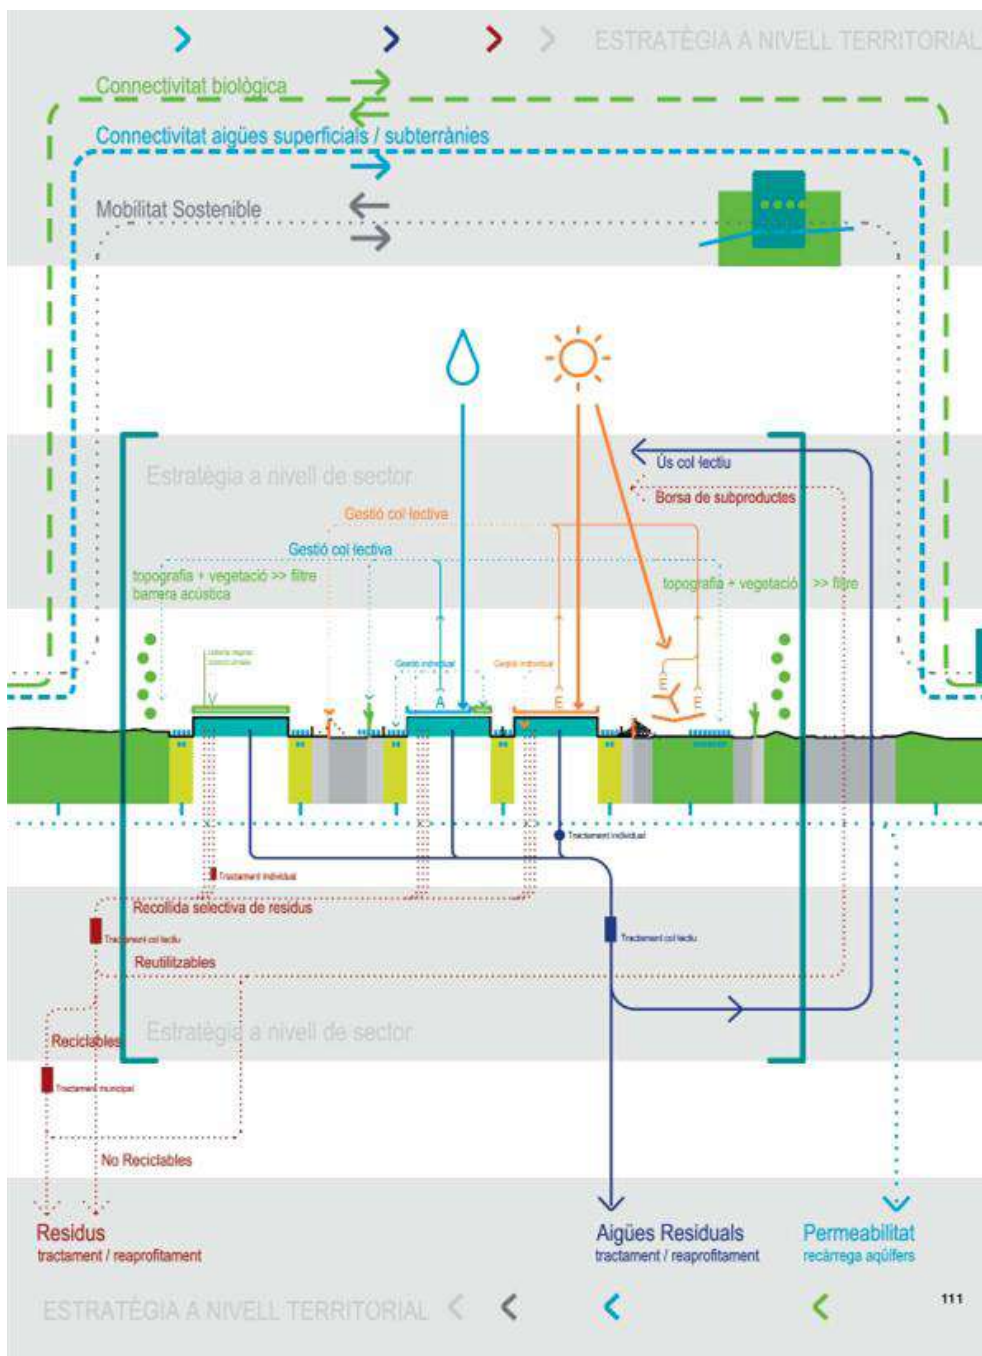 ESTRATÈGIA A NIVELL TERRITORIAL
Connectivitat biològica
Connectivitat aigües superficials / subterrànies
Mobilitat Sostenible
Estratègia a nivell de sector
Ús col·lectiu
Borsa de subproductes
Gestió col·lectiva
Gestió col·lectiva
topografia + vegetació >> filtre
barrera acústica
topografia + vegetació >> filtre
Gestió individual
Gestió individual
V
A
E
E
E
Tractament individual
Tractament individual
Recollida selectiva de residus
Tractament col·lectiu
Tractament col·lectiu
Reutilitzables
Estratègia a nivell de sector
Reciclables
Tractament municipal
No Reciclables
Residus
tractament / reaprofitament
Aigües Residuals
tractament / reaprofitament
Permeabilitat
recàrrega aqüífers
ESTRATÈGIA A NIVELL TERRITORIAL
111